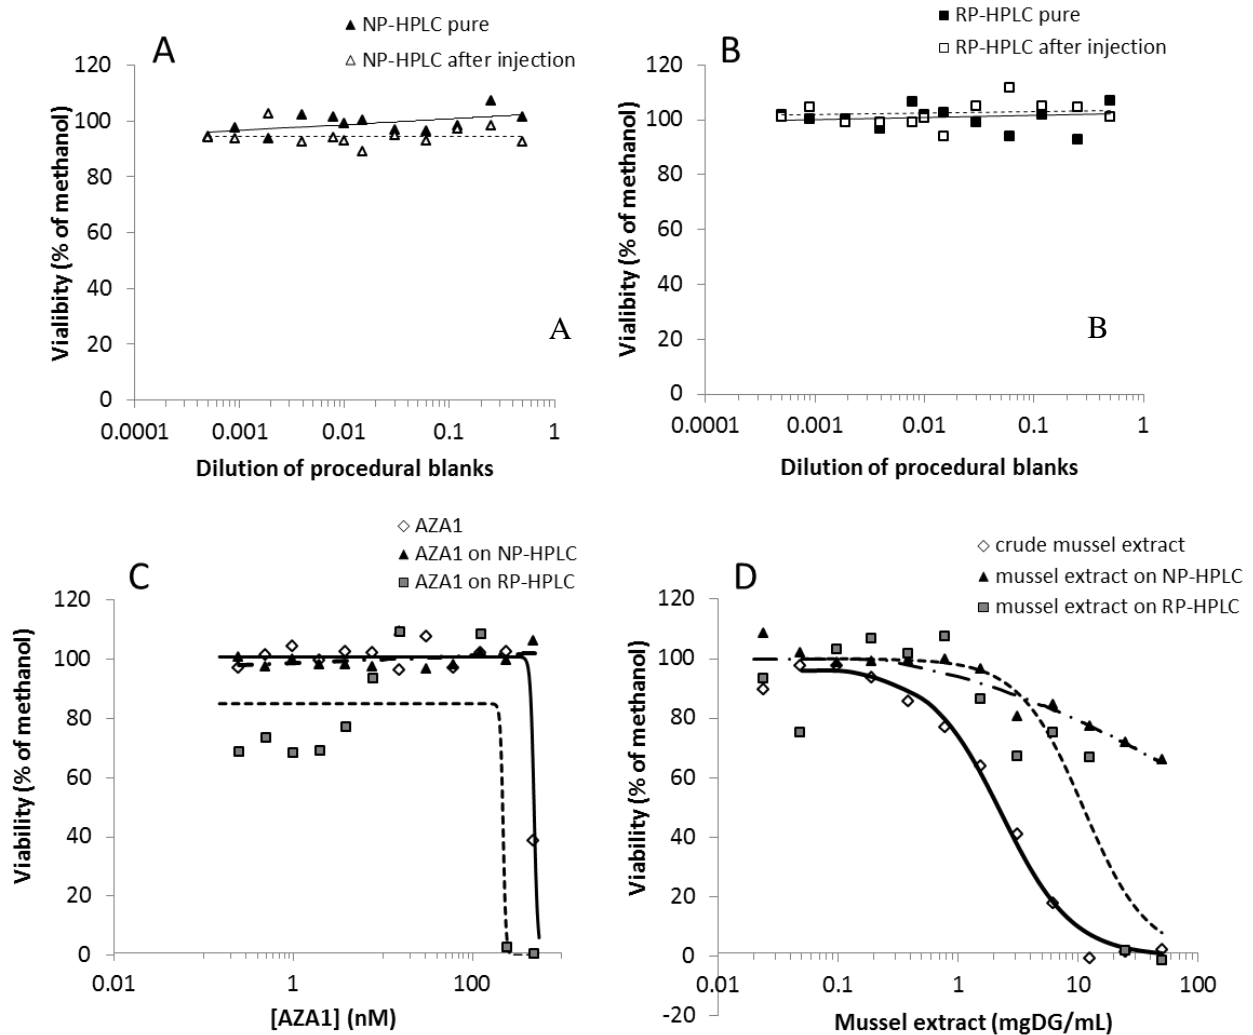 A
▲ NP-HPLC pure
△ NP-HPLC after injection
120
100
80
60
40
20
0
Vialibity (% of methanol)
A
0.0001
0.001
0.01
0.1
1
Dilution of procedural blanks
B
■ RP-HPLC pure
□ RP-HPLC after injection
120
100
80
60
40
20
0
Vialibity (% of methanol)
B
0.0001
0.001
0.01
0.1
1
Dilution of procedural blanks
C
◇ AZA1
▲ AZA1 on NP-HPLC
■ AZA1 on RP-HPLC
120
100
80
60
40
20
0
Viability (% of methanol)
0.01
1
100
[AZA1] (nM)
D
◇ crude mussel extract
▲ mussel extract on NP-HPLC
■ mussel extract on RP-HPLC
120
100
80
60
40
20
0
-20
Viability (% of methanol)
0.01
0.1
1
10
100
Mussel extract (mgDG/mL)